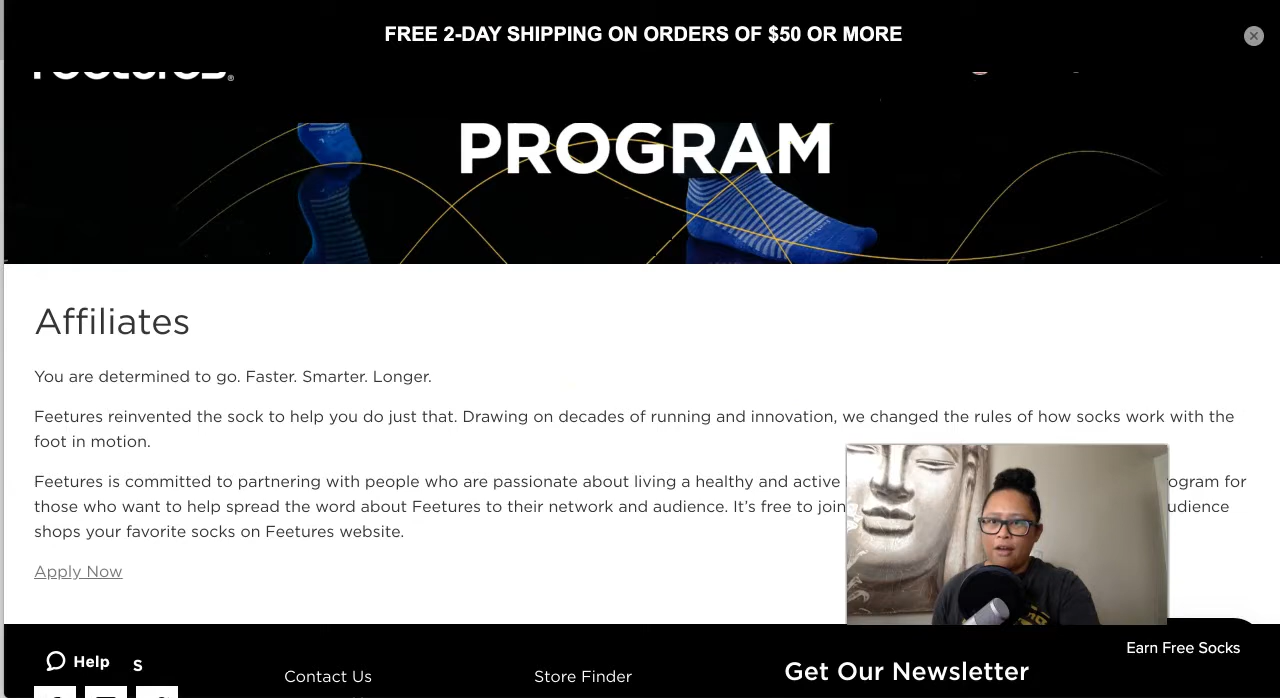 FREE 2-DAY SHIPPING ON ORDERS OF $50 OR MORE
Feetures®
PROGRAM
Affiliates
You are determined to go. Faster. Smarter. Longer.
Feetures reinvented the sock to help you do just that. Drawing on decades of running and innovation, we changed the rules of how socks work with the
foot in motion.
Feetures is committed to partnering with people who are passionate about living a healthy and active ogram for
those who want to help spread the word about Feetures to their network and audience. It's free to join udience
shops your favorite socks on Feetures website.
Apply Now
Help
S
Contact Us
Store Finder
Get Our Newsletter
Earn Free Socks